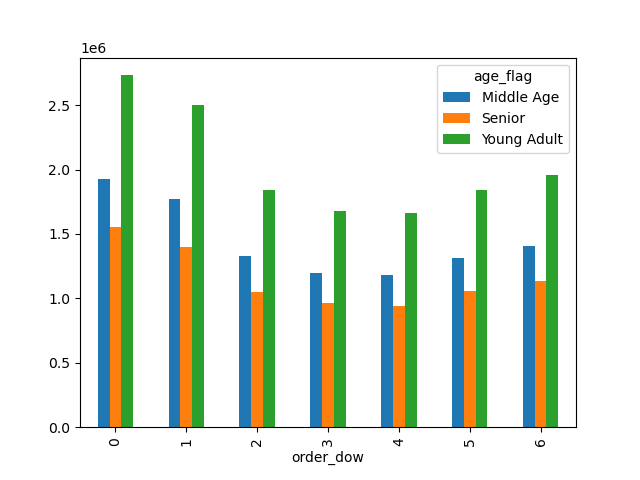 1e6
age_flag
Middle Age
Senior
Young Adult
2.5
2.0
1.5
1.0
0.5
0.0
0 1 2 3 4 5 6
order_dow